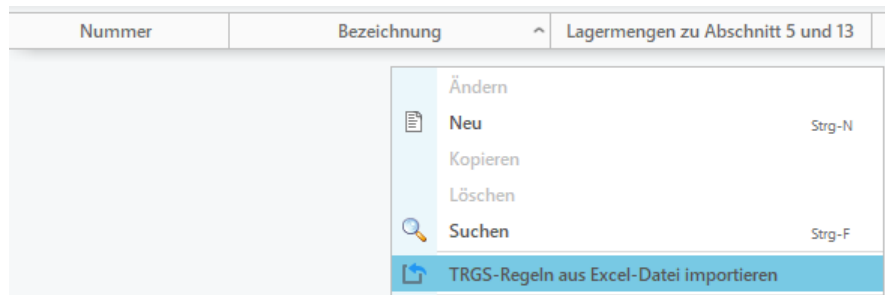 Nummer Bezeichnung Lagermengen zu Abschnitt 5 und 13
Ändern
Neu Strg-N
Kopieren
Löschen
Suchen Strg-F
TRGS-Regeln aus Excel-Datei importieren